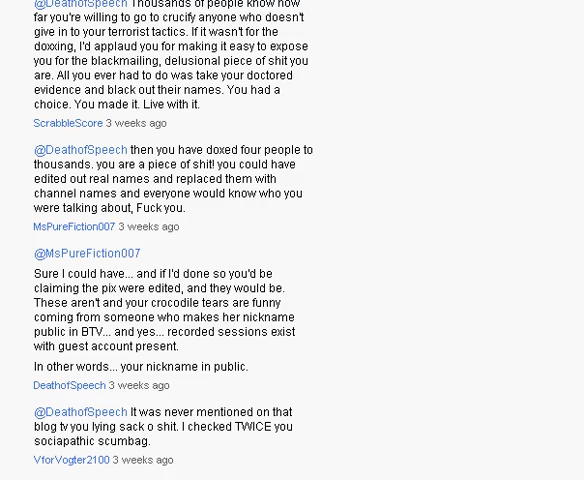 @DeathofSpeech Thousands of people know how
far you're willing to go to crucify anyone who doesn't
give in to your terrorist tactics. If it wasn't for the
doxxing, I'd applaud you for making it easy to expose
you for the blackmailing, delusional piece of shit you
are. All you ever had to do was take your doctored
evidence and black out their names. You had a
choice. You made it. Live with it.
ScrabbleScore 3 weeks ago
@DeathofSpeech then you have doxed four people to
thousands. you are a piece of shit! you could have
edited out real names and replaced them with
channel names and everyone would know who you
were talking about, Fuck you.
MsPureFiction007 3 weeks ago
@MsPureFiction007
Sure I could have... and if I'd done so you'd be
claiming the pix were edited, and they would be.
These aren't and your crocodile tears are funny
coming from someone who makes her nickname
public in BTV... and yes... recorded sessions exist
with guest account present.
In other words... your nickname in public.
DeathofSpeech 3 weeks ago
@DeathofSpeech It was never mentioned on that
blog tv you lying sack o shit. I checked TWICE you
sociapathic scumbag.
VforVogter2100 3 weeks ago